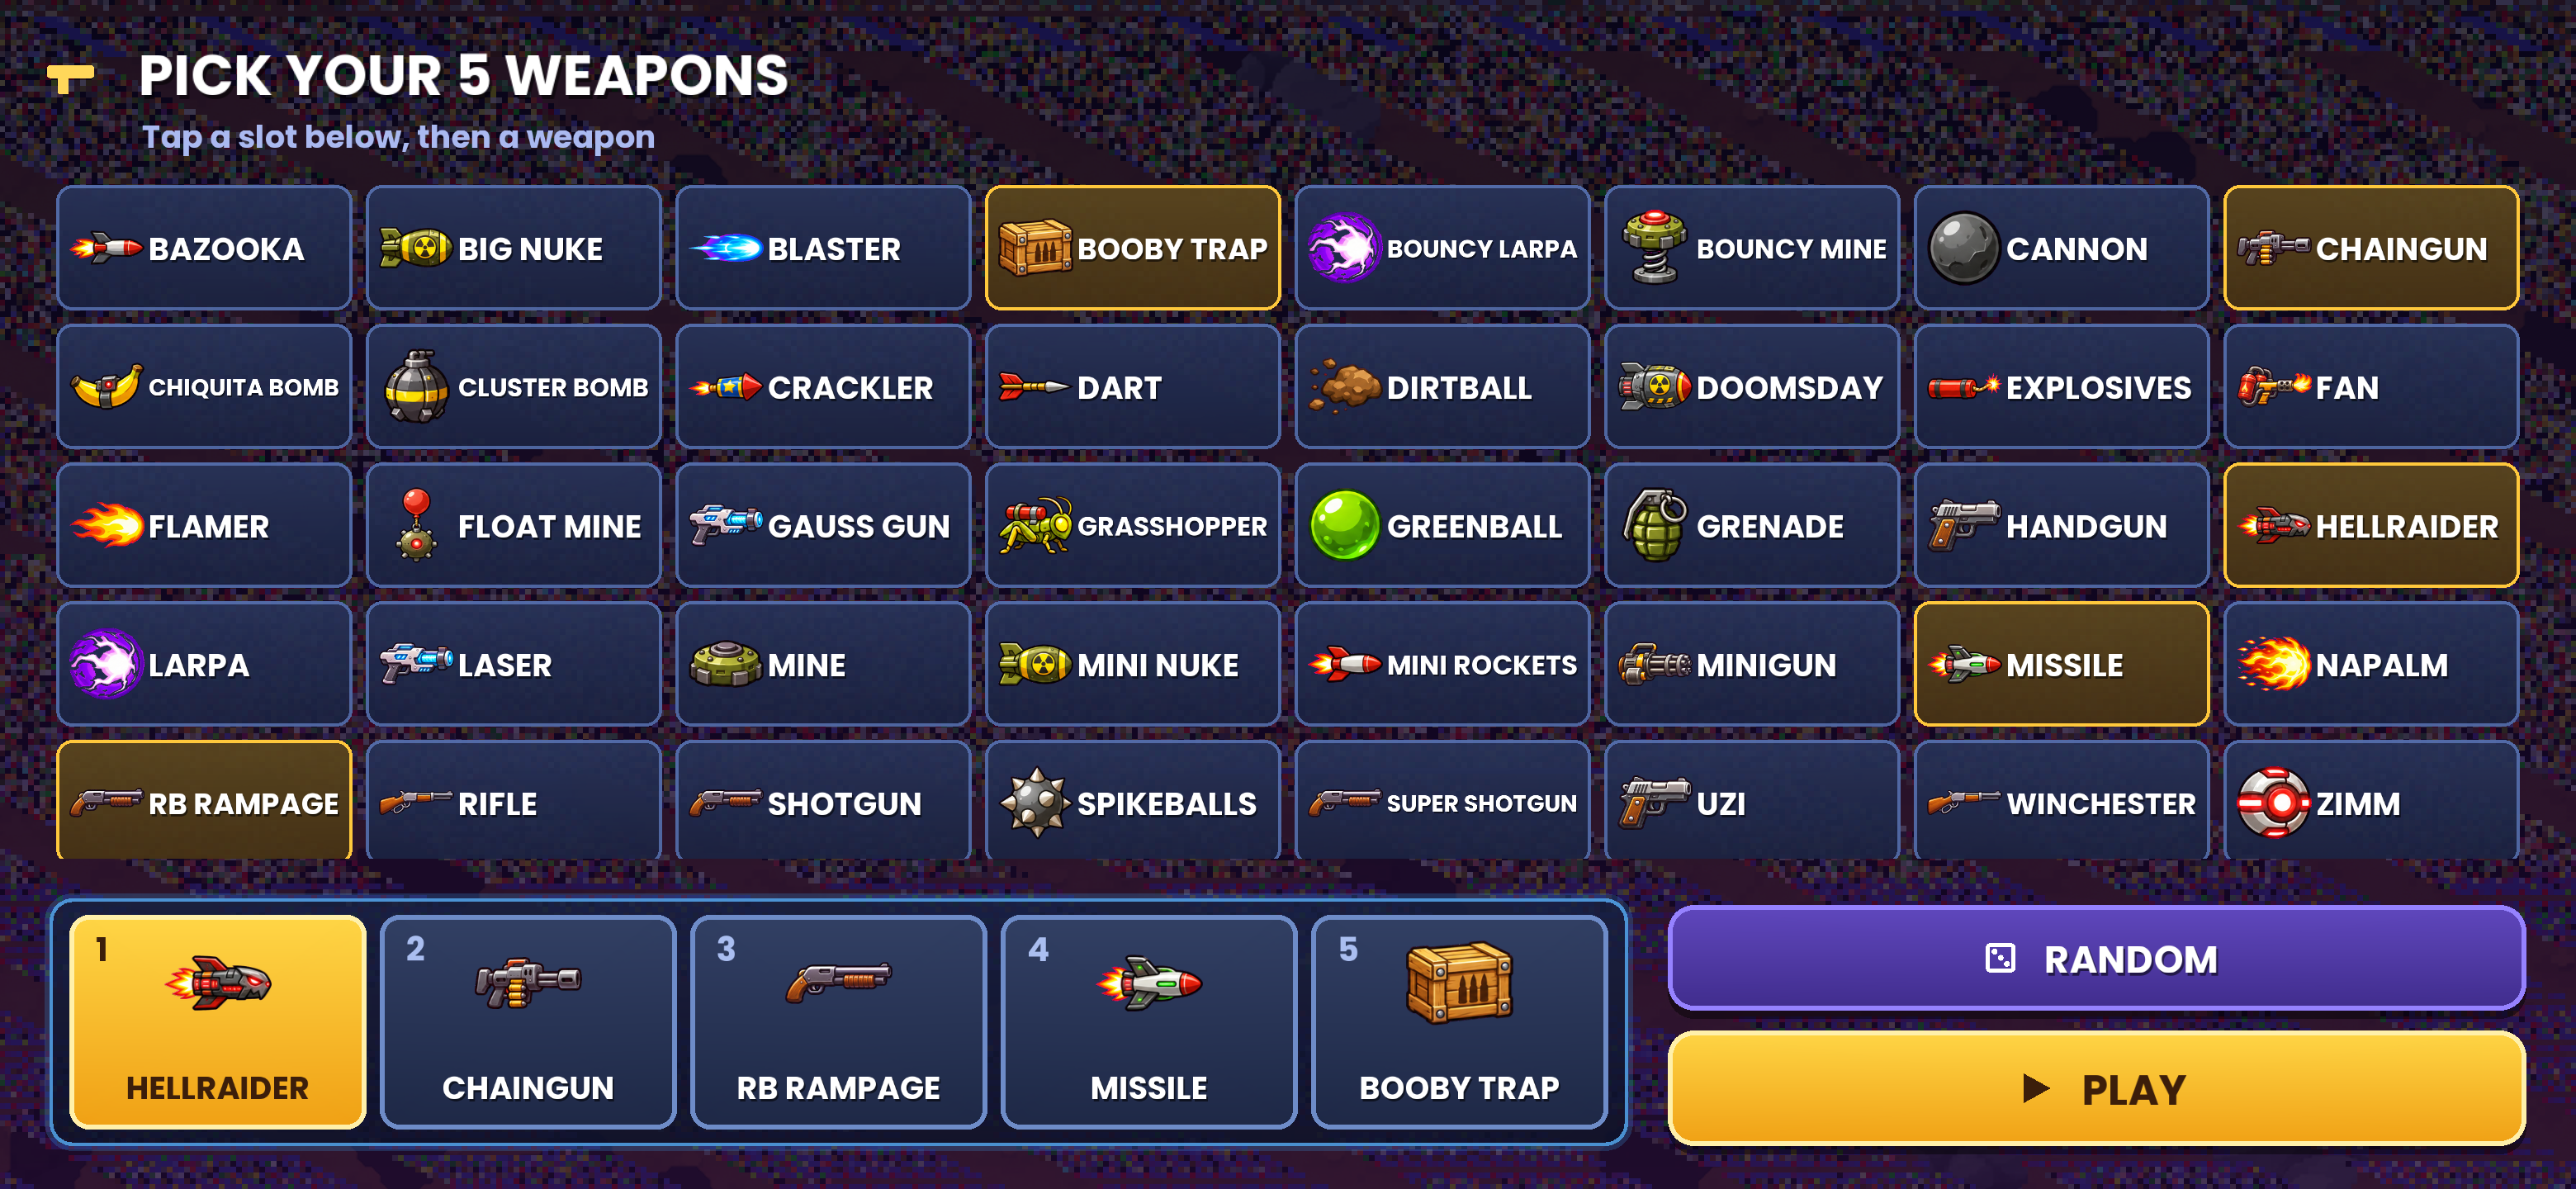 PICK YOUR 5 WEAPONS
Tap a slot below, then a weapon
BAZOOKA
BIG NUKE
BLASTER
BOOBY TRAP
BOUNCY LARPA
BOUNCY MINE
CANNON
CHAINGUN
CHIQUITA BOMB
CLUSTER BOMB
CRACKLER
DART
DIRTBALL
DOOMSDAY
EXPLOSIVES
FAN
FLAMER
FLOAT MINE
GAUSS GUN
GRASSHOPPER
GREENBALL
GRENADE
HANDGUN
HELLRAIDER
LARPA
LASER
MINE
MINI NUKE
MINI ROCKETS
MINIGUN
MISSILE
NAPALM
RB RAMPAGE
RIFLE
SHOTGUN
SPIKEBALLS
SUPER SHOTGUN
UZI
WINCHESTER
ZIMM
1
HELLRAIDER
2
CHAINGUN
3
RB RAMPAGE
4
MISSILE
5
BOOBY TRAP
RANDOM
PLAY